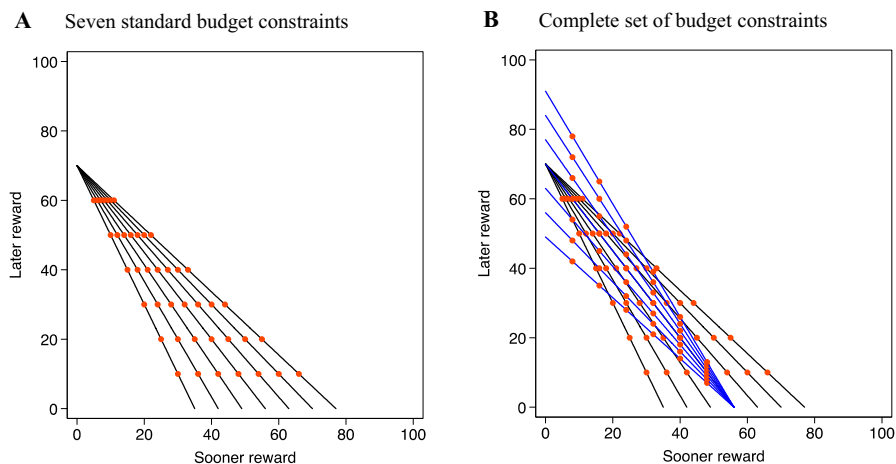 A Seven standard budget constraints
100
80
60
40
20
0
Later reward
0 20 40 60 80 100
Sooner reward
B Complete set of budget constraints
100
80
60
40
20
0
Later reward
0 20 40 60 80 100
Sooner reward